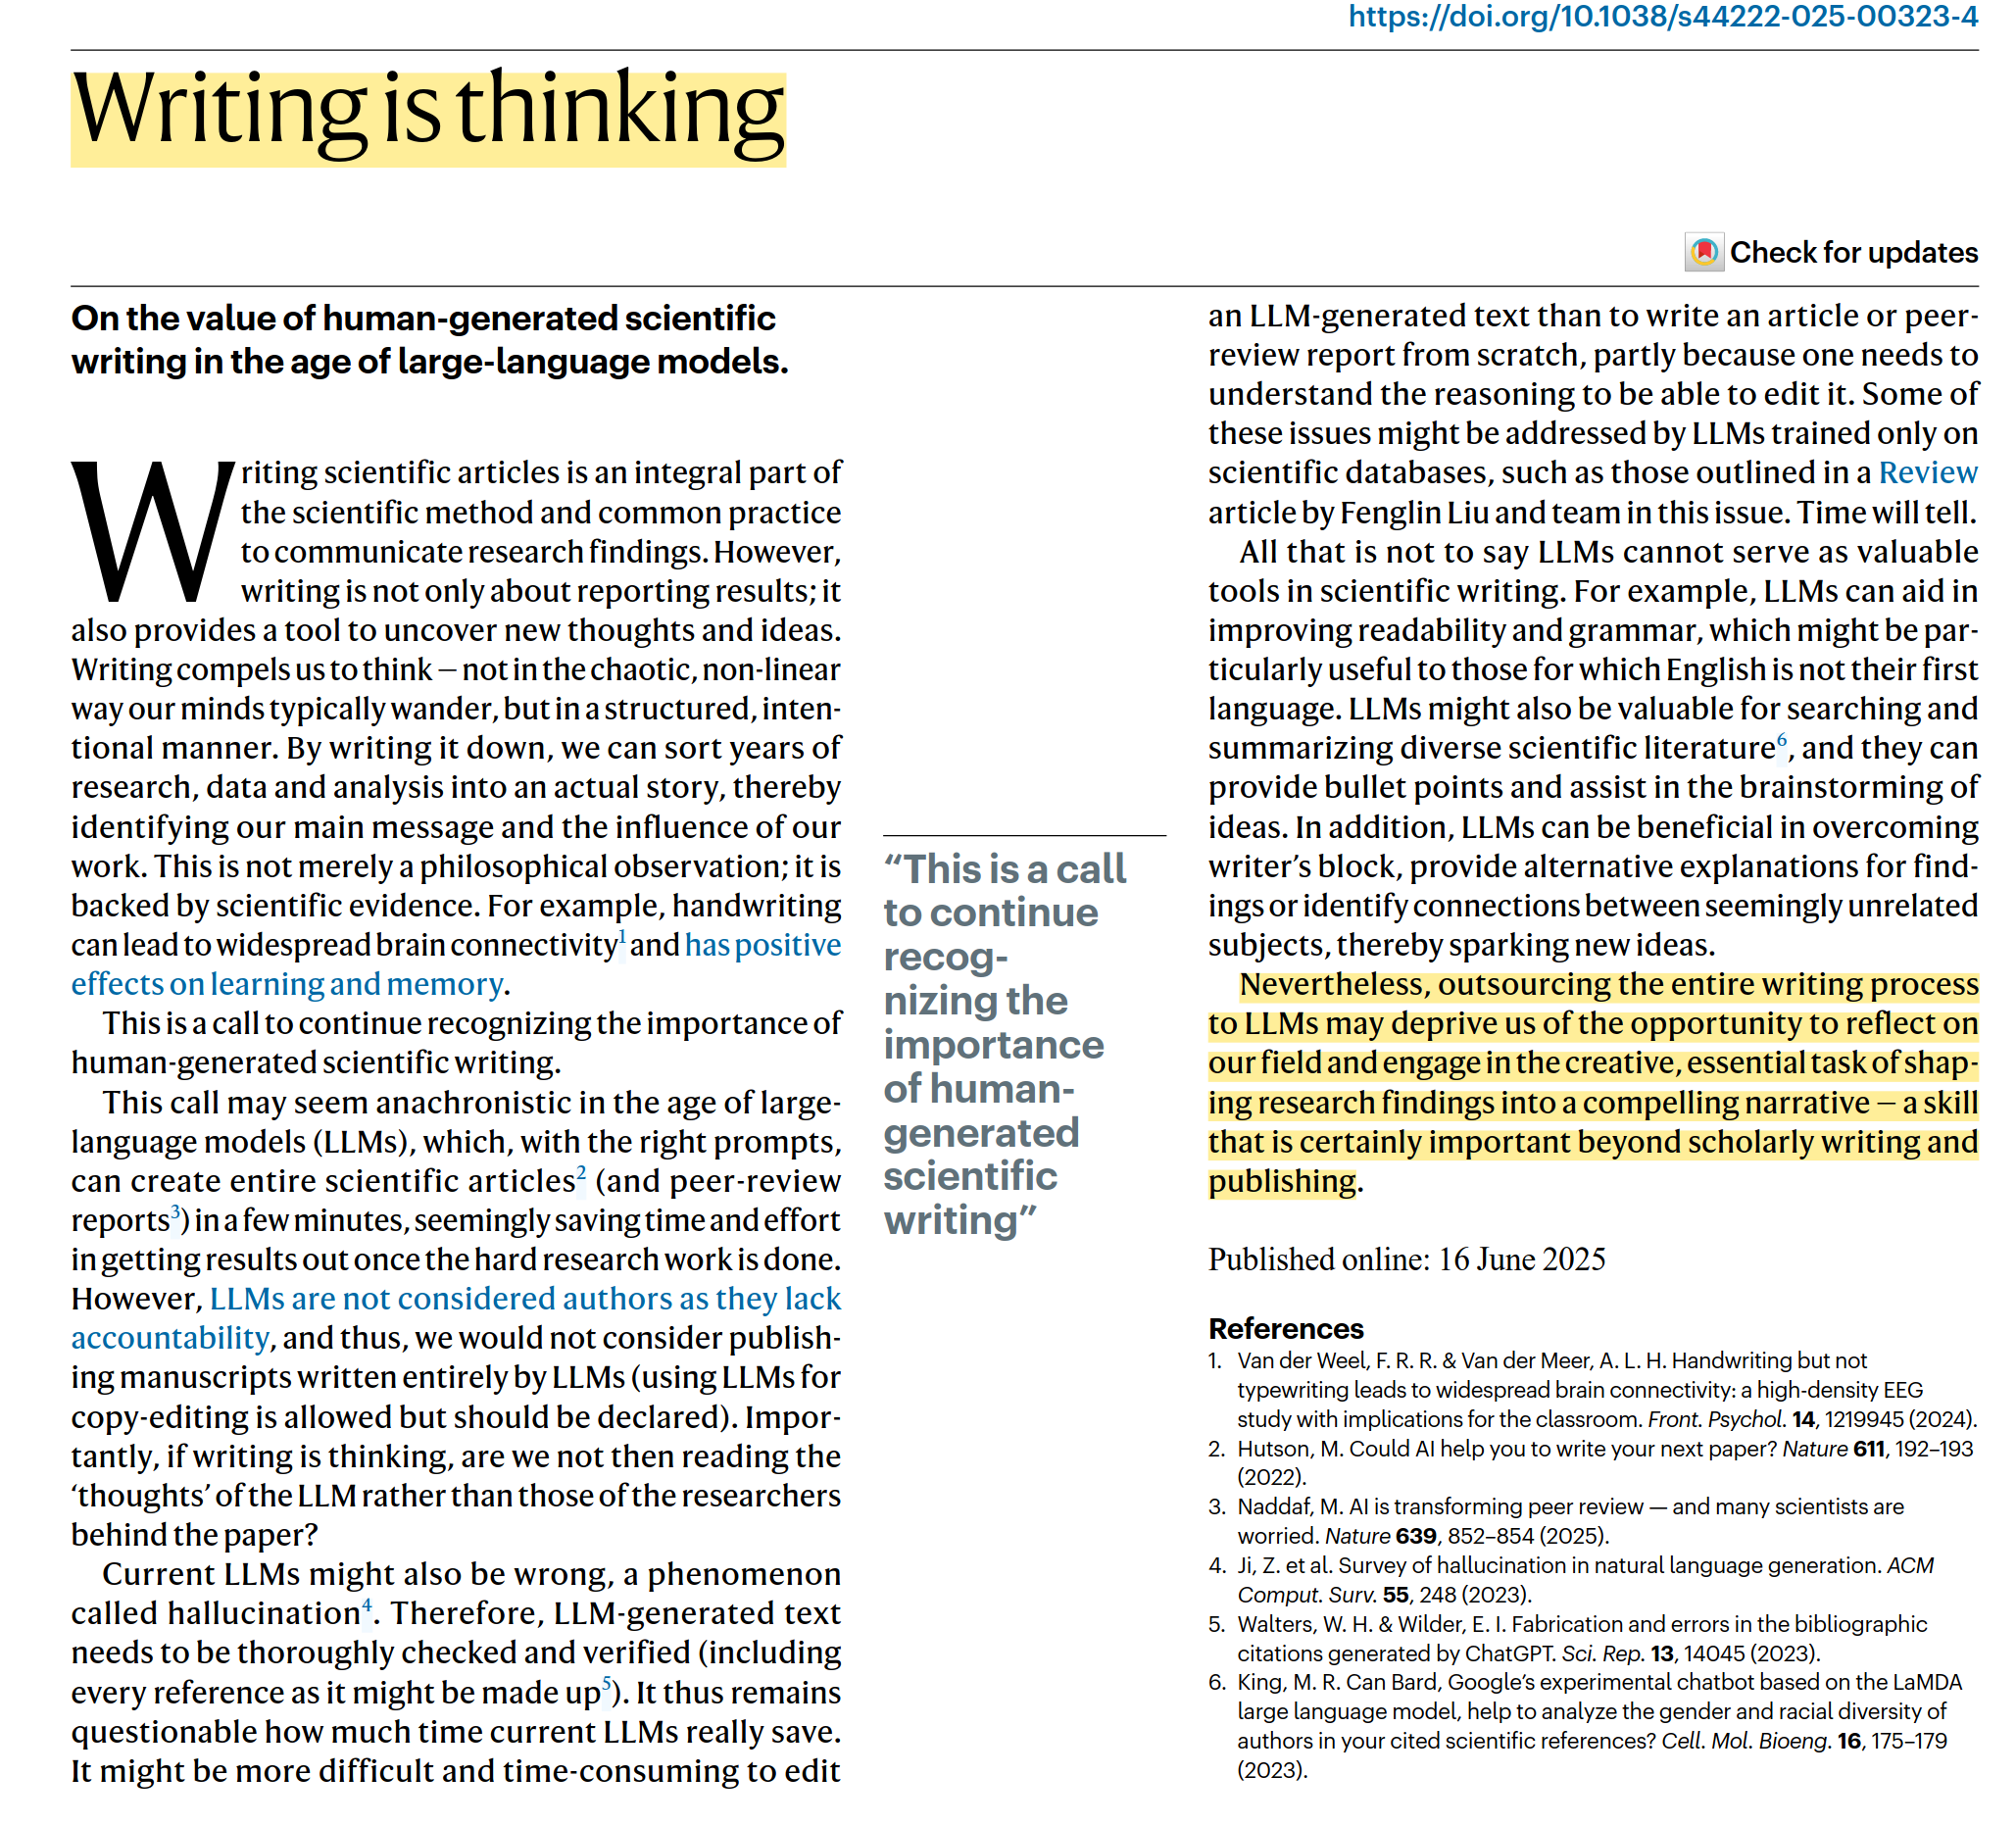 https://doi.org/10.1038/s44222-025-00323-4
Writing is thinking
Check for updates
On the value of human-generated scientific
writing in the age of large-language models.
Writing scientific articles is an integral part of
the scientific method and common practice
to communicate research findings. However,
writing is not only about reporting results; it
also provides a tool to uncover new thoughts and ideas.
Writing compels us to think – not in the chaotic, non-linear
way our minds typically wander, but in a structured, inten-
tional manner. By writing it down, we can sort years of
research, data and analysis into an actual story, thereby
identifying our main message and the influence of our
work. This is not merely a philosophical observation; it is
backed by scientific evidence. For example, handwriting
can lead to widespread brain connectivity1 and has positive
effects on learning and memory.
This is a call to continue recognizing the importance of
human-generated scientific writing.
This call may seem anachronistic in the age of large-
language models (LLMs), which, with the right prompts,
can create entire scientific articles2 (and peer-review
reports3) in a few minutes, seemingly saving time and effort
in getting results out once the hard research work is done.
However, LLMs are not considered authors as they lack
accountability, and thus, we would not consider publish-
ing manuscripts written entirely by LLMs (using LLMs for
copy-editing is allowed but should be declared). Impor-
tantly, if writing is thinking, are we not then reading the
‘thoughts’ of the LLM rather than those of the researchers
behind the paper?
Current LLMs might also be wrong, a phenomenon
called hallucination4. Therefore, LLM-generated text
needs to be thoroughly checked and verified (including
every reference as it might be made up5). It thus remains
questionable how much time current LLMs really save.
It might be more difficult and time-consuming to edit
“This is a call
to continue
recog-
nizing the
importance
of human-
generated
scientific
writing”
an LLM-generated text than to write an article or peer-
review report from scratch, partly because one needs to
understand the reasoning to be able to edit it. Some of
these issues might be addressed by LLMs trained only on
scientific databases, such as those outlined in a Review
article by Fenglin Liu and team in this issue. Time will tell.
All that is not to say LLMs cannot serve as valuable
tools in scientific writing. For example, LLMs can aid in
improving readability and grammar, which might be par-
ticularly useful to those for which English is not their first
language. LLMs might also be valuable for searching and
summarizing diverse scientific literature6, and they can
provide bullet points and assist in the brainstorming of
ideas. In addition, LLMs can be beneficial in overcoming
writer’s block, provide alternative explanations for find-
ings or identify connections between seemingly unrelated
subjects, thereby sparking new ideas.
Nevertheless, outsourcing the entire writing process
to LLMs may deprive us of the opportunity to reflect on
our field and engage in the creative, essential task of shap-
ing research findings into a compelling narrative – a skill
that is certainly important beyond scholarly writing and
publishing.
Published online: 16 June 2025
References
1. Van der Weel, F. R. R. & Van der Meer, A. L. H. Handwriting but not
typewriting leads to widespread brain connectivity: a high-density EEG
study with implications for the classroom. Front. Psychol. 14, 1219945 (2024).
2. Hutson, M. Could AI help you to write your next paper? Nature 611, 192–193
(2022).
3. Naddaf, M. AI is transforming peer review — and many scientists are
worried. Nature 639, 852–854 (2025).
4. Ji, Z. et al. Survey of hallucination in natural language generation. ACM
Comput. Surv. 55, 248 (2023).
5. Walters, W. H. & Wilder, E. I. Fabrication and errors in the bibliographic
citations generated by ChatGPT. Sci. Rep. 13, 14045 (2023).
6. King, M. R. Can Bard, Google’s experimental chatbot based on the LaMDA
large language model, help to analyze the gender and racial diversity of
authors in your cited scientific references? Cell. Mol. Bioeng. 16, 175–179
(2023).